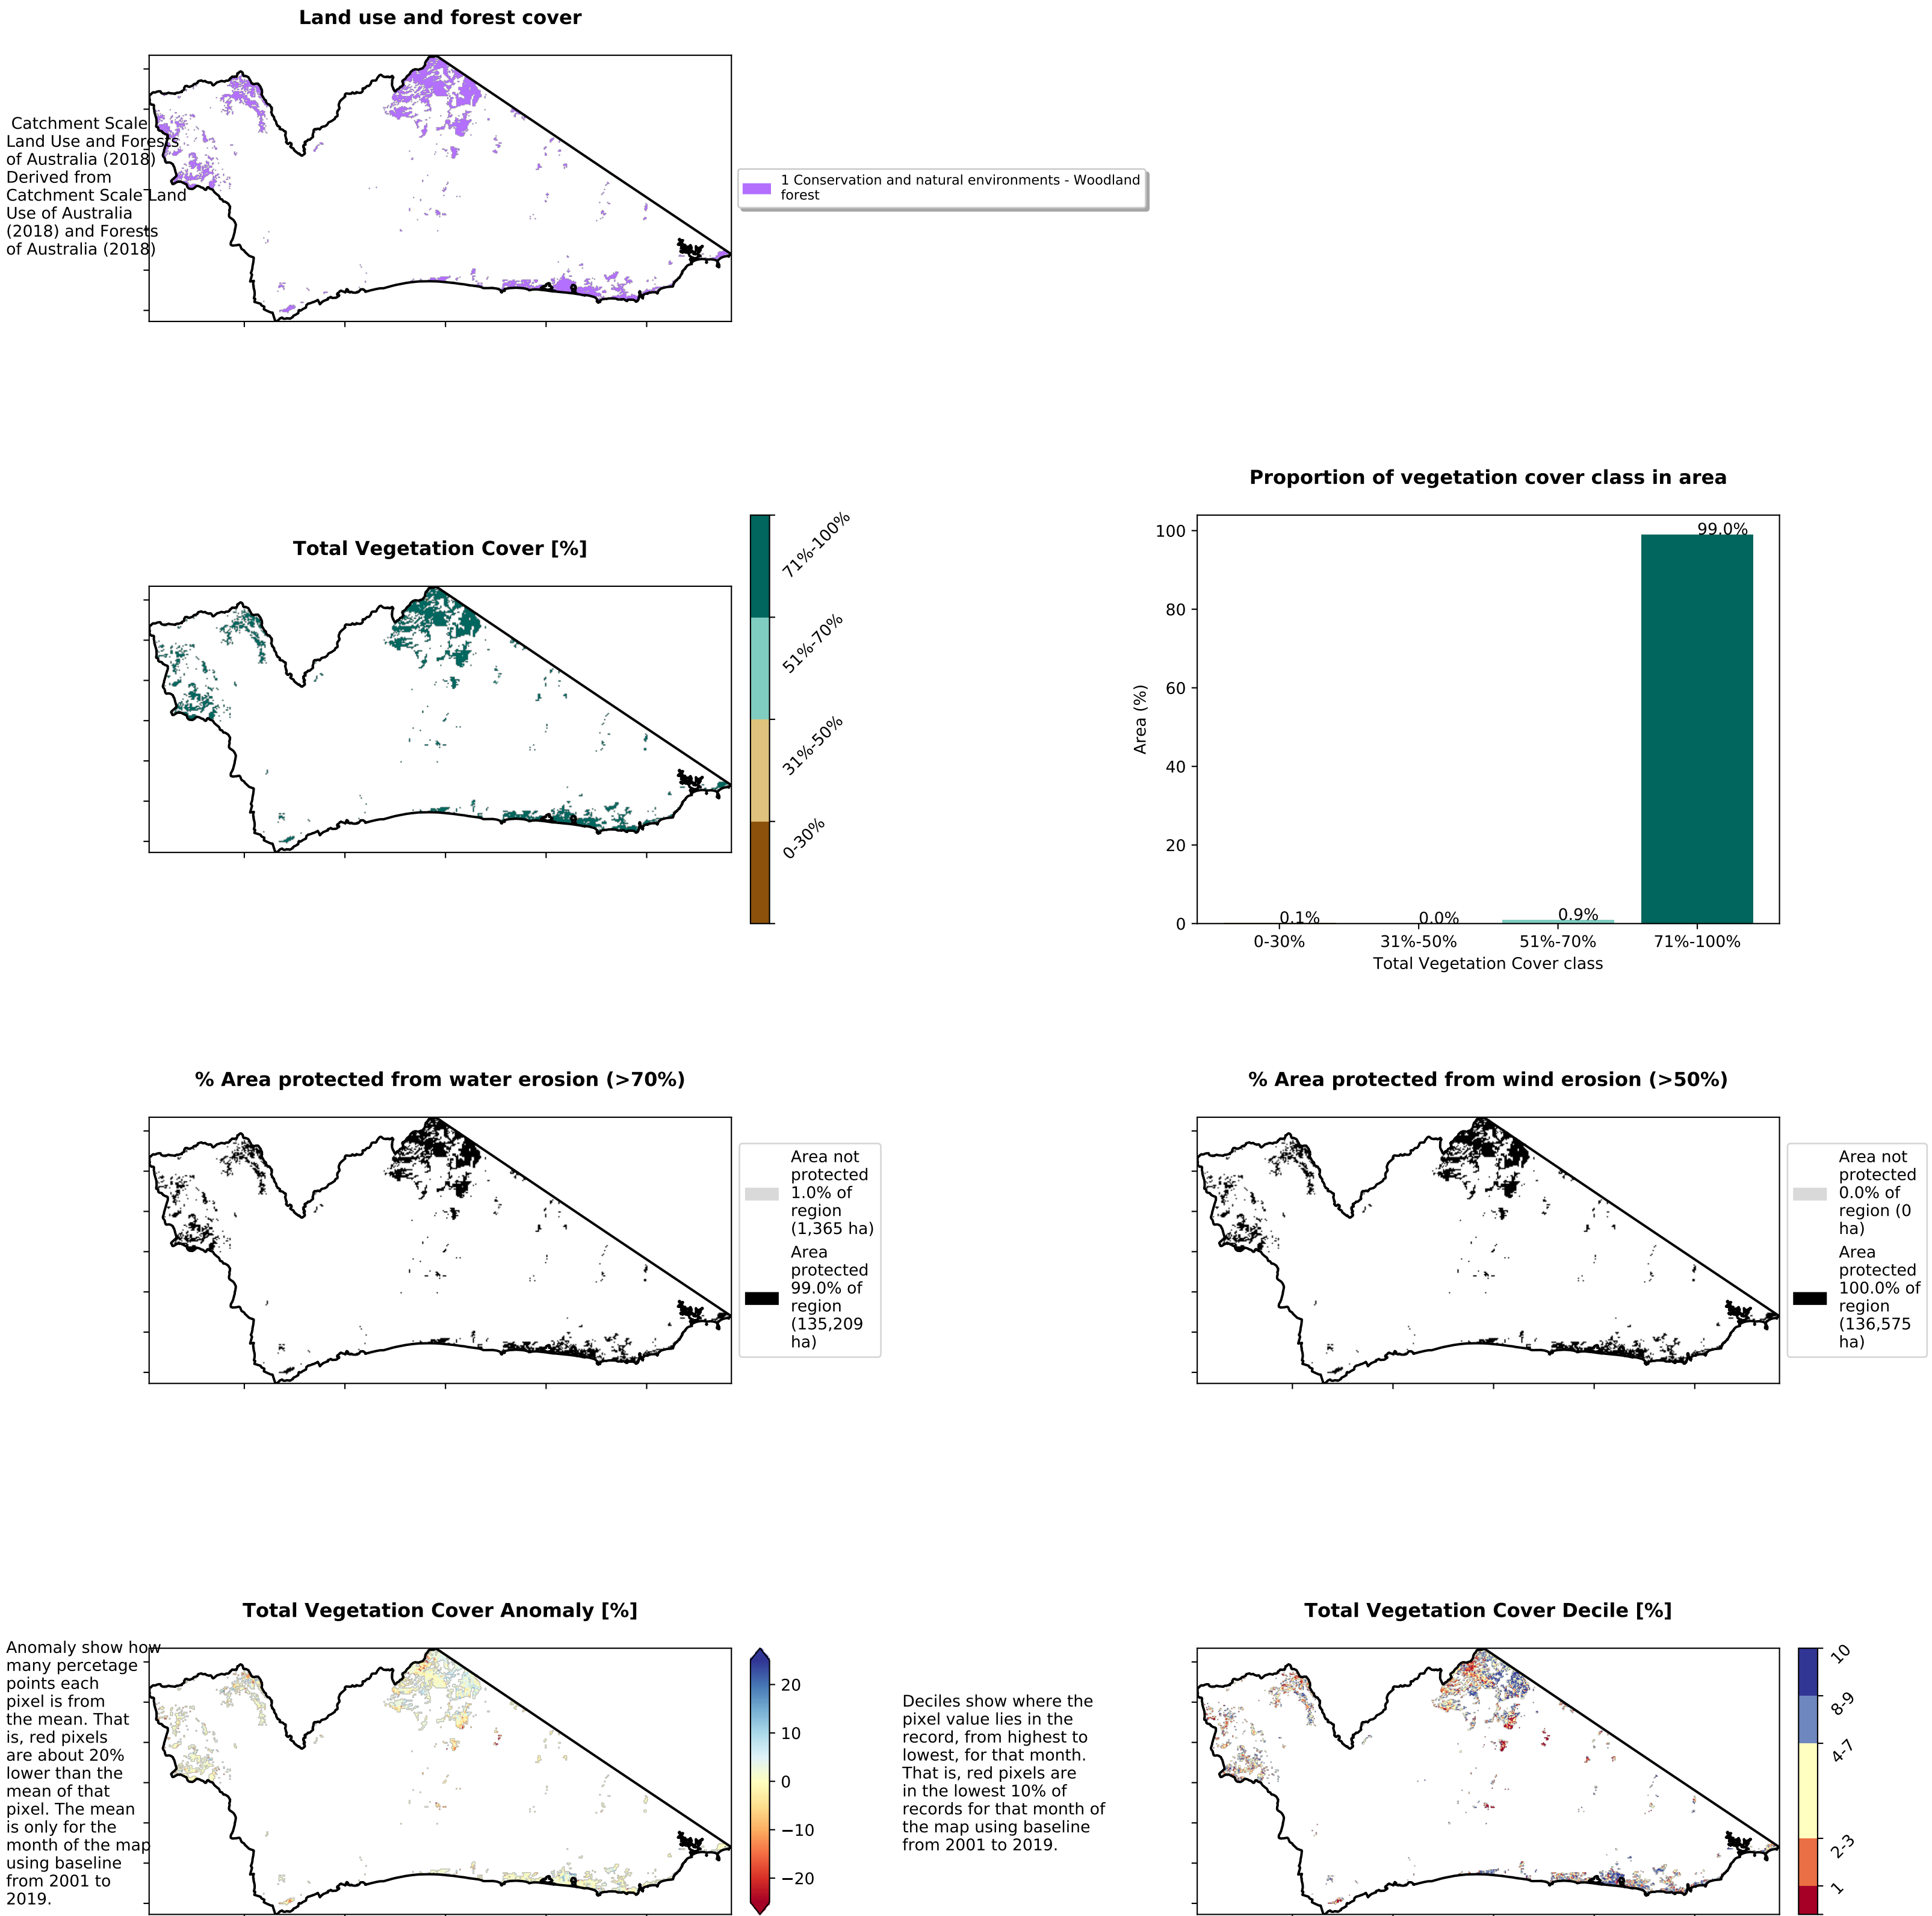 Land use and forest cover
Catchment Scale
Land Use and Forests
of Australia (2018)
Derived from
Catchment Scale Land
Use of Australia
(2018) and Forests
of Australia (2018)
1 Conservation and natural environments - Woodland
forest
Total Vegetation Cover [%]
71%-100%
51%-70%
31%-50%
0-30%
Proportion of vegetation cover class in area
100
80
60
40
20
0
Area (%)
0.1%
0.0%
0.9%
99.0%
0-30%
31%-50%
51%-70%
71%-100%
Total Vegetation Cover class
% Area protected from water erosion (>70%)
Area not
protected
1.0% of
region
(1,365 ha)
Area
protected
99.0% of
region
(135,209
ha)
% Area protected from wind erosion (>50%)
Area not
protected
0.0% of
region (0
ha)
Area
protected
100.0% of
region
(136,575
ha)
Total Vegetation Cover Anomaly [%]
Anomaly show how
many percetage
points each
pixel is from
the mean. That
is, red pixels
are about 20%
lower than the
mean of that
pixel. The mean
is only for the
month of the map
using baseline
from 2001 to
2019.
20
10
0
−10
−20
Total Vegetation Cover Decile [%]
Deciles show where the
pixel value lies in the
record, from highest to
lowest, for that month.
That is, red pixels are
in the lowest 10% of
records for that month of
the map using baseline
from 2001 to 2019.
10
8-9
4-7
2-3
1